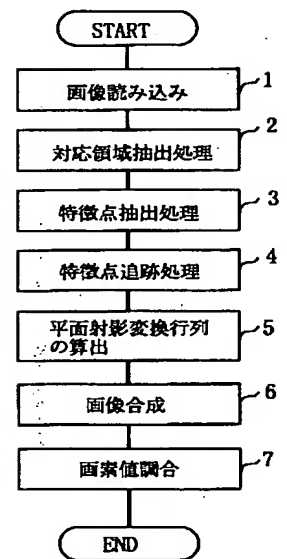 START
画像読み込み
1
対応領域抽出処理
2
特徴点抽出処理
3
特徴点追跡処理
4
平面射影変換行列
の算出
5
画像合成
6
画素値調合
7
END